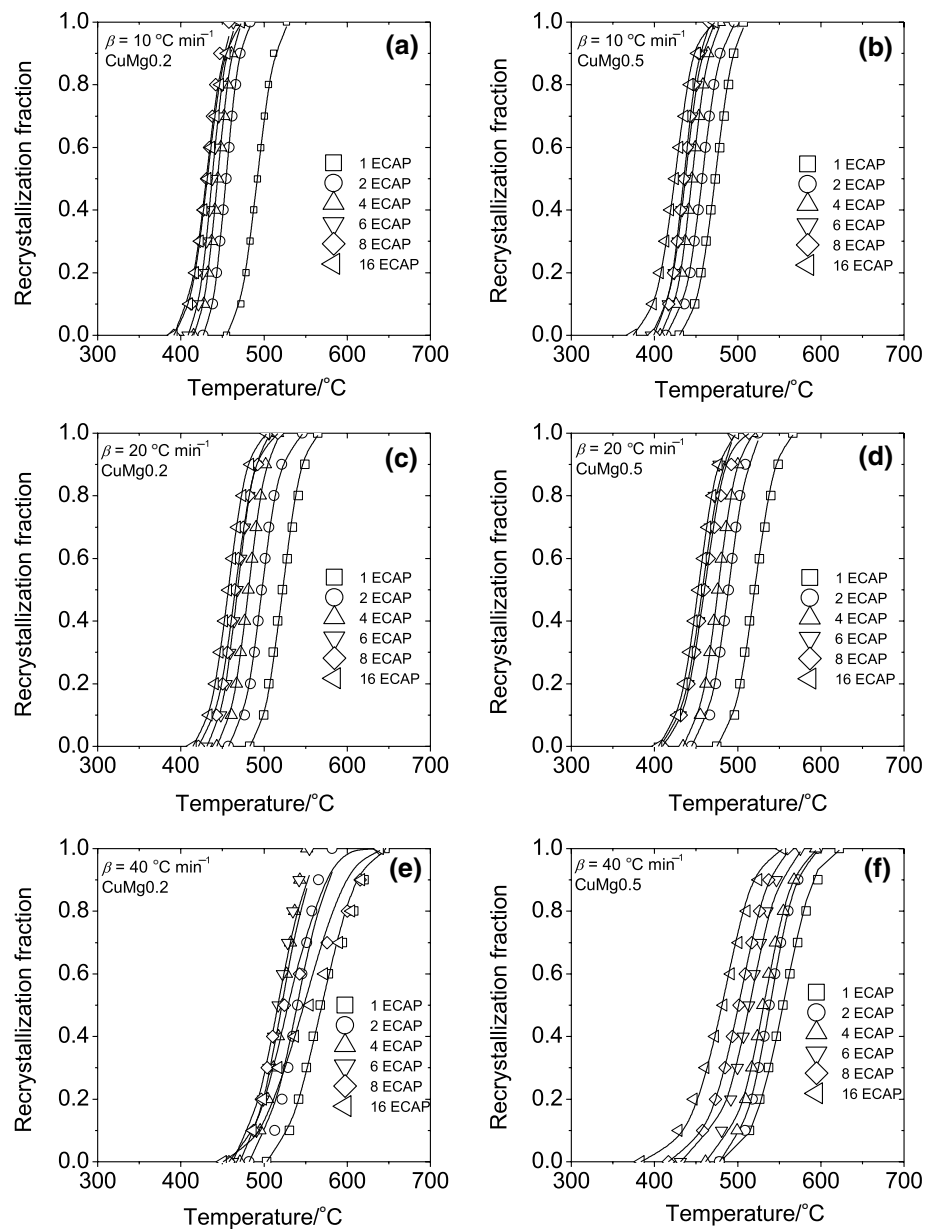 1.0
0.8
0.6
0.4
0.2
0.0
300 400 500 600 700
Recrystallization fraction
Temperature/°C
β = 10 °C min⁻¹
CuMg0.2
(a)
1 ECAP
2 ECAP
4 ECAP
6 ECAP
8 ECAP
16 ECAP
1.0
0.8
0.6
0.4
0.2
0.0
300 400 500 600 700
Recrystallization fraction
Temperature/°C
β = 10 °C min⁻¹
CuMg0.5
(b)
1 ECAP
2 ECAP
4 ECAP
6 ECAP
8 ECAP
16 ECAP
1.0
0.8
0.6
0.4
0.2
0.0
300 400 500 600 700
Recrystallization fraction
Temperature/°C
β = 20 °C min⁻¹
CuMg0.2
(c)
1 ECAP
2 ECAP
4 ECAP
6 ECAP
8 ECAP
16 ECAP
1.0
0.8
0.6
0.4
0.2
0.0
300 400 500 600 700
Recrystallization fraction
Temperature/°C
β = 20 °C min⁻¹
CuMg0.5
(d)
1 ECAP
2 ECAP
4 ECAP
6 ECAP
8 ECAP
16 ECAP
1.0
0.8
0.6
0.4
0.2
0.0
300 400 500 600 700
Recrystallization fraction
Temperature/°C
β = 40 °C min⁻¹
CuMg0.2
(e)
1 ECAP
2 ECAP
4 ECAP
6 ECAP
8 ECAP
16 ECAP
1.0
0.8
0.6
0.4
0.2
0.0
300 400 500 600 700
Recrystallization fraction
Temperature/°C
β = 40 °C min⁻¹
CuMg0.5
(f)
1 ECAP
2 ECAP
4 ECAP
6 ECAP
8 ECAP
16 ECAP